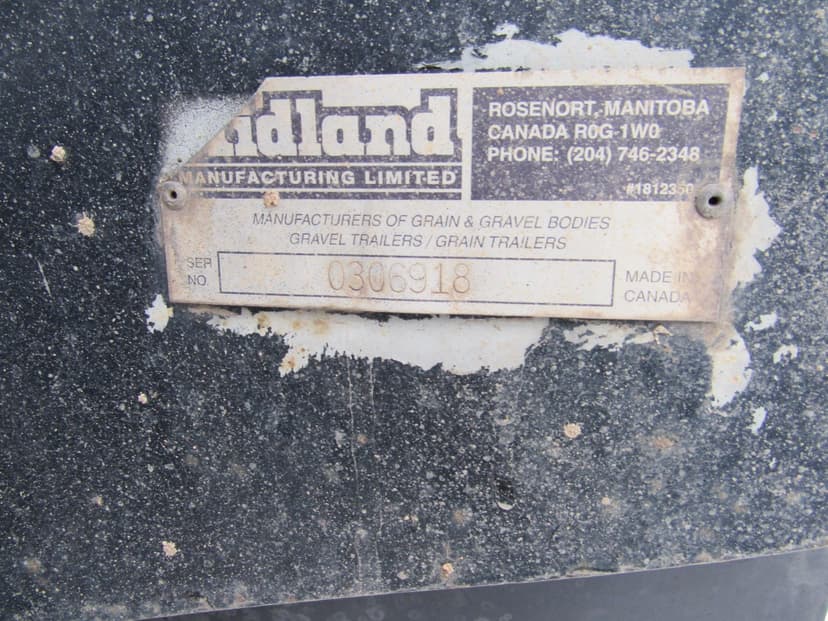 idland
MANUFACTURING LIMITED
ROSENORT, MANITOBA
CANADA R0G 1W0
PHONE: (204) 746-2348
#1812350
MANUFACTURERS OF GRAIN & GRAVEL BODIES
GRAVEL TRAILERS / GRAIN TRAILERS
SER
NO.
0306918
MADE IN
CANADA